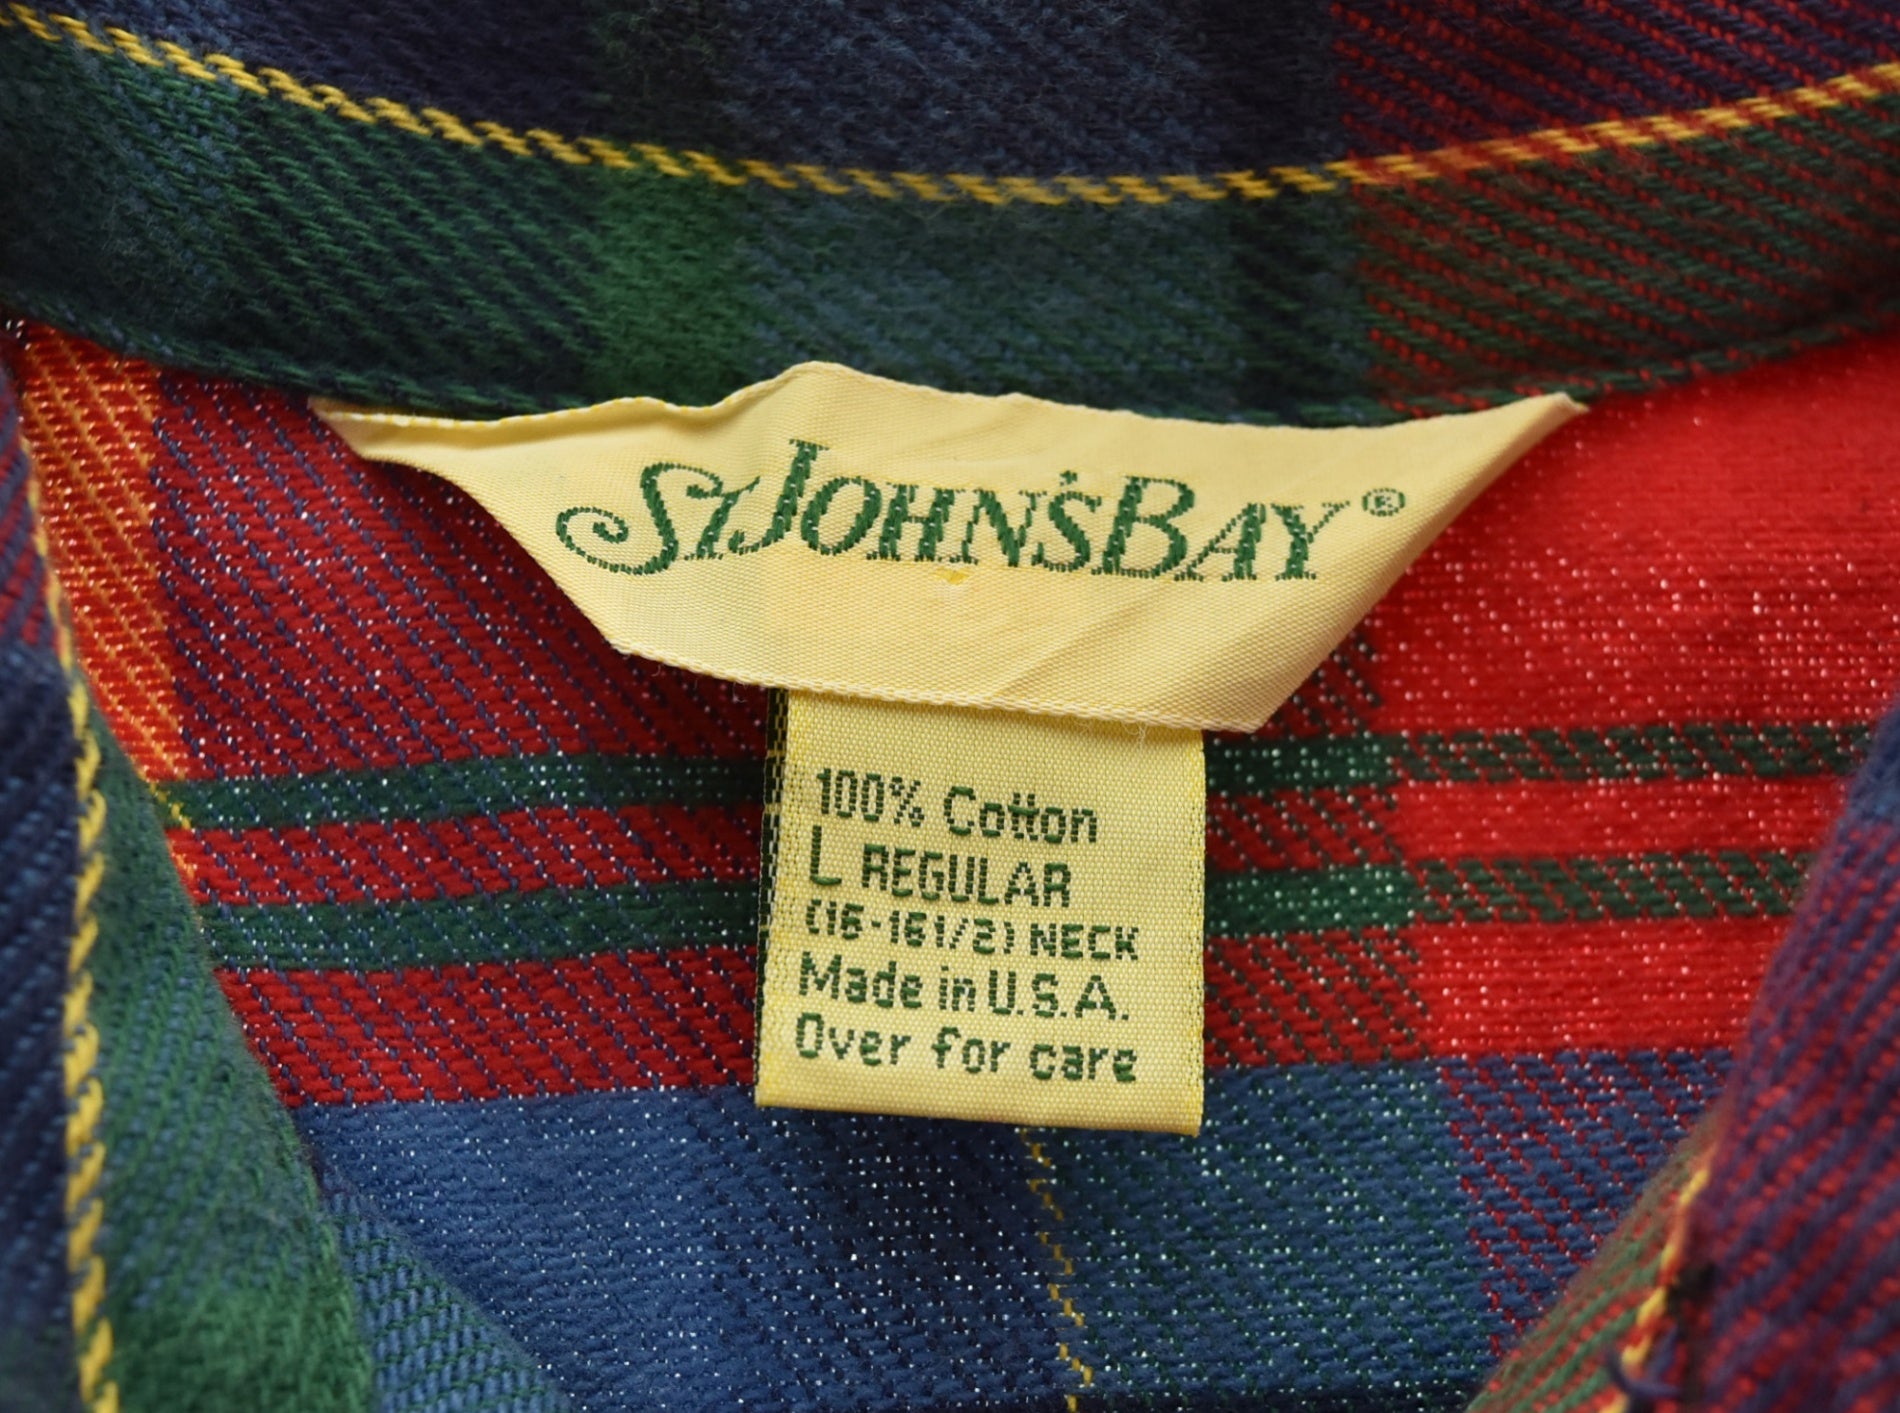 St JOHN'S BAY®
100% Cotton
L REGULAR
(16-16 1/2) NECK
Made in U.S.A.
Over for care